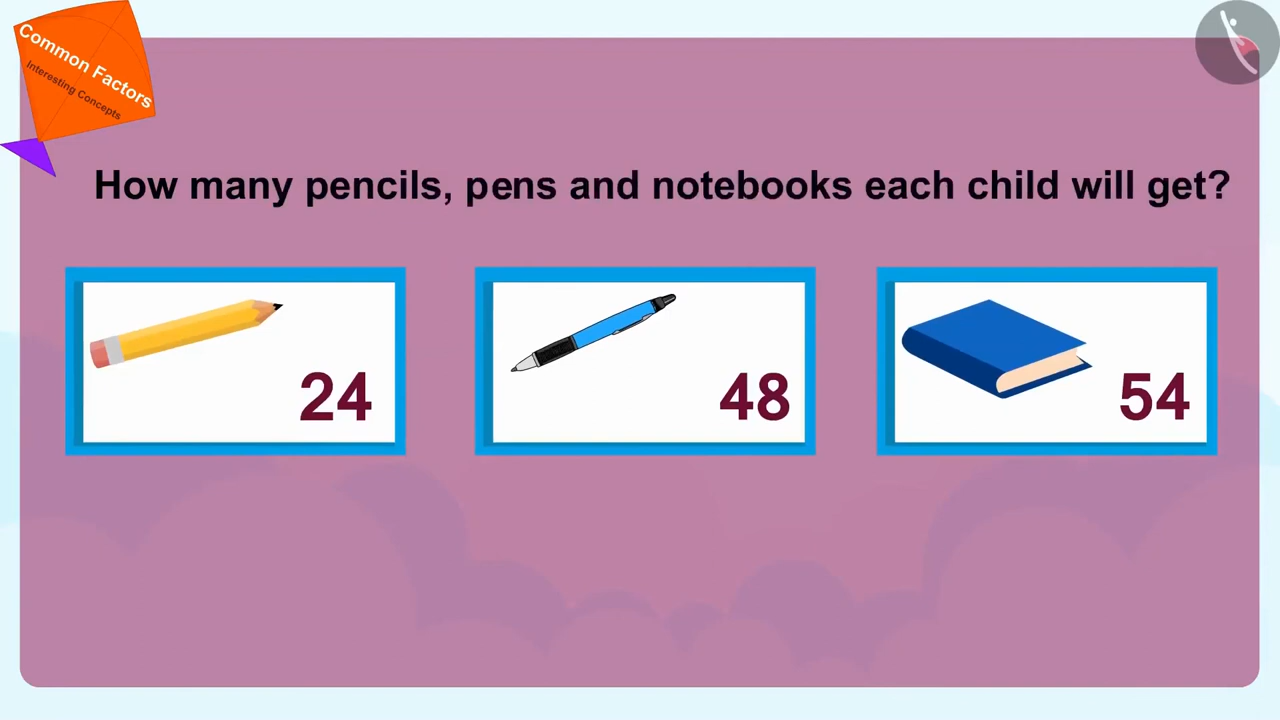 Common Factors
Interesting Concepts
How many pencils, pens and notebooks each child will get?
24
48
54